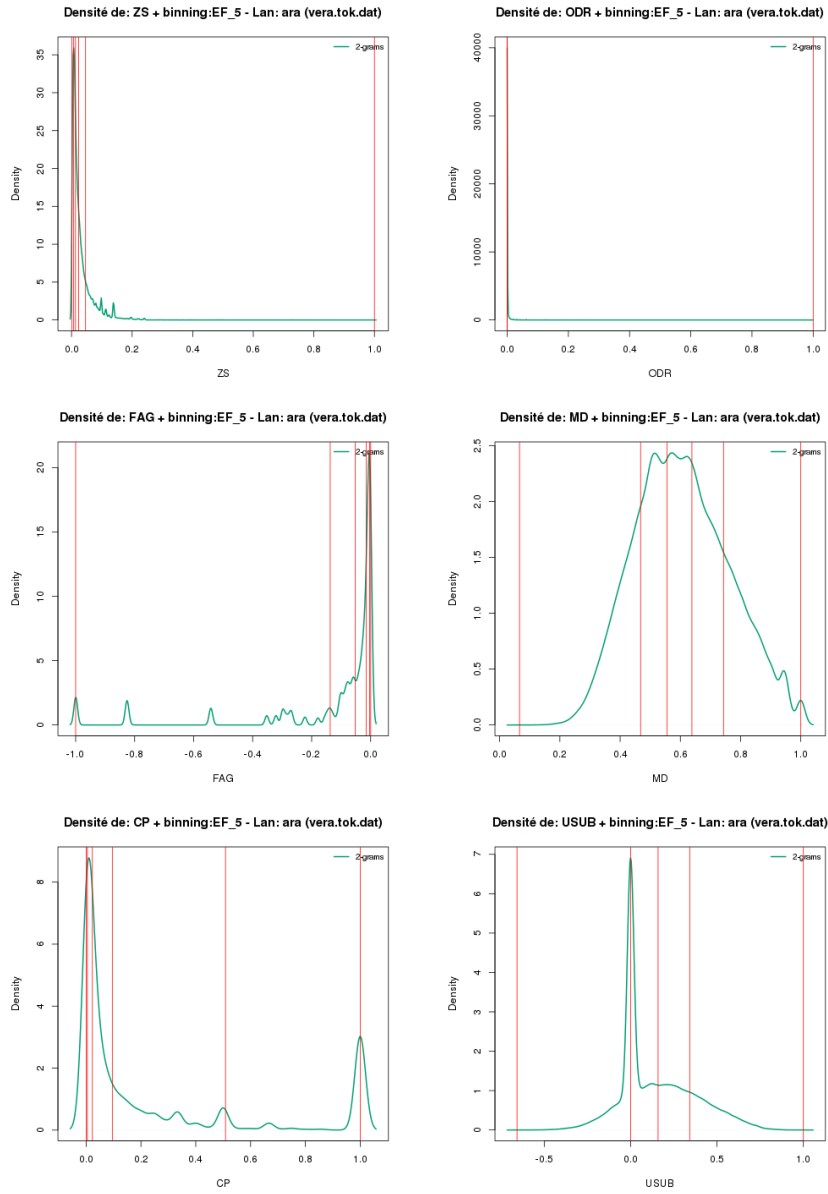 Densité de: ZS + binning:EF_5 - Lan: ara (vera.tok.dat)
2-grams
Density
0 5 10 15 20 25 30 35
0.0 0.2 0.4 0.6 0.8 1.0
ZS
Densité de: ODR + binning:EF_5 - Lan: ara (vera.tok.dat)
2-grams
Density
0 10000 20000 30000 40000
0.0 0.2 0.4 0.6 0.8 1.0
ODR
Densité de: FAG + binning:EF_5 - Lan: ara (vera.tok.dat)
2-grams
Density
0 5 10 15 20
-1.0 -0.8 -0.6 -0.4 -0.2 0.0
FAG
Densité de: MD + binning:EF_5 - Lan: ara (vera.tok.dat)
2-grams
Density
0.0 0.5 1.0 1.5 2.0 2.5
0.0 0.2 0.4 0.6 0.8 1.0
MD
Densité de: CP + binning:EF_5 - Lan: ara (vera.tok.dat)
2-grams
Density
0 2 4 6 8
0.0 0.2 0.4 0.6 0.8 1.0
CP
Densité de: USUB + binning:EF_5 - Lan: ara (vera.tok.dat)
2-grams
Density
0 1 2 3 4 5 6 7
-0.5 0.0 0.5 1.0
USUB